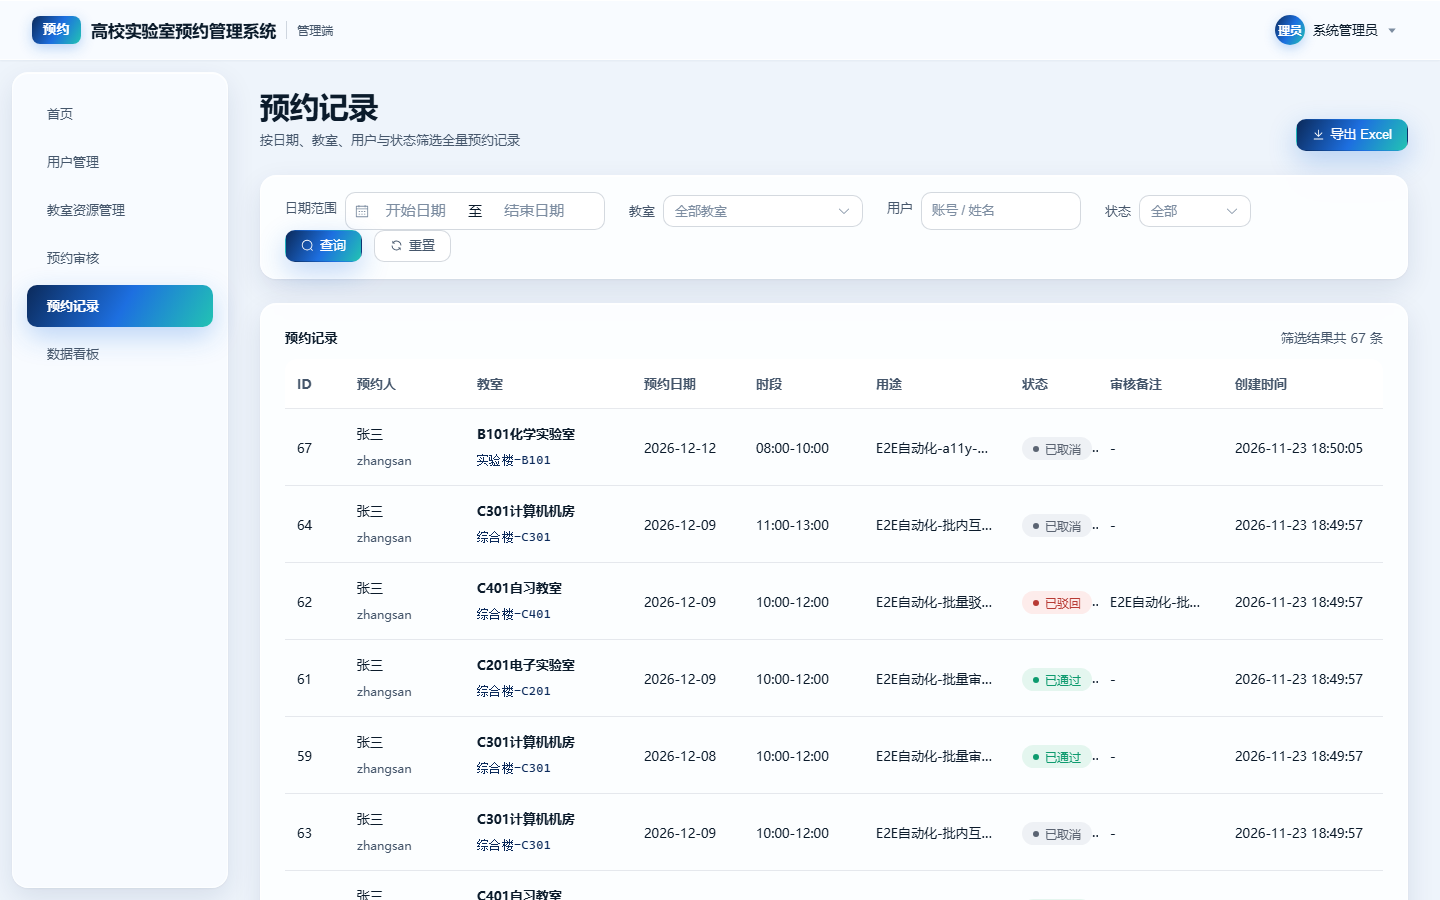 预约 高校实验室预约管理系统 管理端 理员 系统管理员
首页
用户管理
教室资源管理
预约审核
预约记录
数据看板
预约记录
按日期、教室、用户与状态筛选全量预约记录
导出 Excel
日期范围 开始日期 至 结束日期 教室 全部教室 用户 账号 / 姓名 状态 全部
查询 重置
预约记录 筛选结果共 67 条
ID 预约人 教室 预约日期 时段 用途 状态 审核备注 创建时间
67 张三 zhangsan B101化学实验室 实验楼-B101 2026-12-12 08:00-10:00 E2E自动化-a11y-... 已取消 .. - 2026-11-23 18:50:05
64 张三 zhangsan C301计算机机房 综合楼-C301 2026-12-09 11:00-13:00 E2E自动化-批内互... 已取消 .. - 2026-11-23 18:49:57
62 张三 zhangsan C401自习教室 综合楼-C401 2026-12-09 10:00-12:00 E2E自动化-批量驳... 已驳回 .. E2E自动化-批... 2026-11-23 18:49:57
61 张三 zhangsan C201电子实验室 综合楼-C201 2026-12-09 10:00-12:00 E2E自动化-批量审... 已通过 .. - 2026-11-23 18:49:57
59 张三 zhangsan C301计算机机房 综合楼-C301 2026-12-08 10:00-12:00 E2E自动化-批量审... 已通过 .. - 2026-11-23 18:49:57
63 张三 zhangsan C301计算机机房 综合楼-C301 2026-12-09 10:00-12:00 E2E自动化-批内互... 已取消 .. - 2026-11-23 18:49:57
张三 C401自习教室